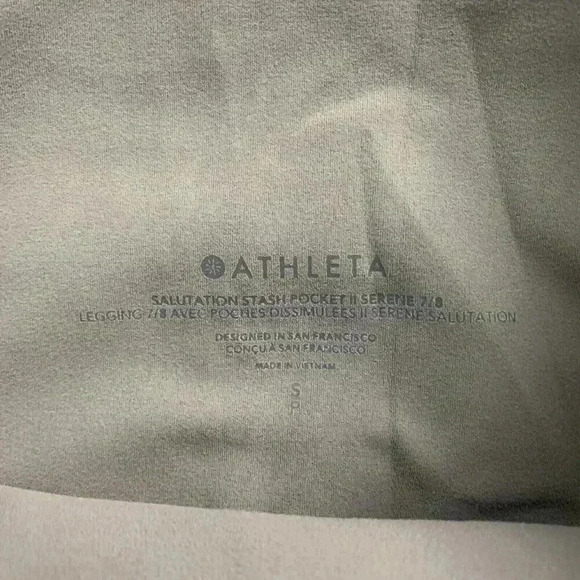 ATHLETA
SALUTATION STASH POCKET II SERENE 7/8
LEGGING 7/8 AVEC POCHES DISSIMULÉES II SERENE SALUTATION
DESIGNED IN SAN FRANCISCO
CONÇU À SAN FRANCISCO
MADE IN VIETNAM
S
P